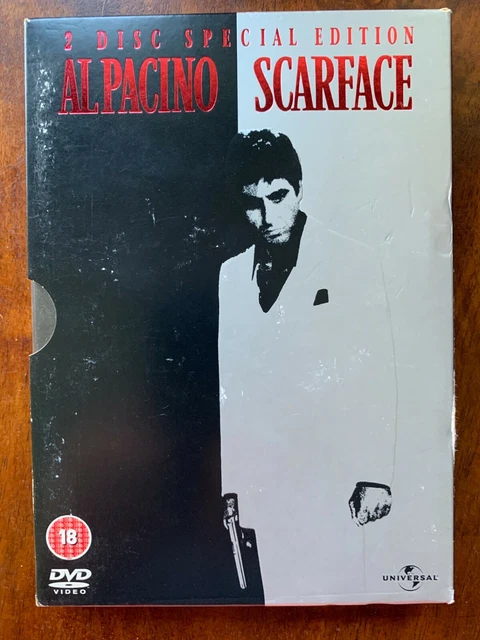 2 DISC SPECIAL EDITION
AL PACINO SCARFACE
18
DVD
VIDEO
UNIVERSAL